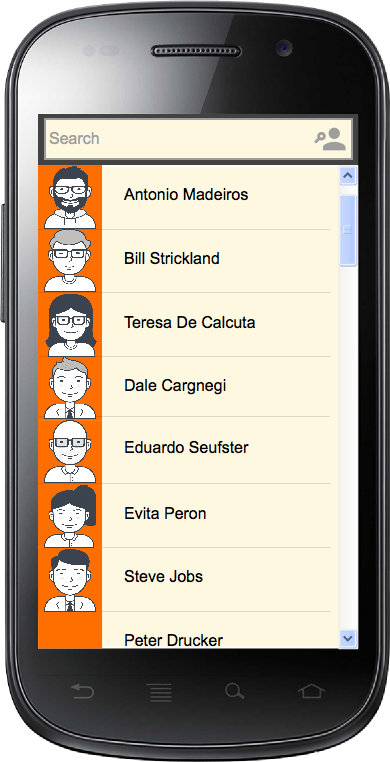 Search
Antonio Madeiros
Bill Strickland
Teresa De Calcuta
Dale Cargnegi
Eduardo Seufster
Evita Peron
Steve Jobs
Peter Drucker